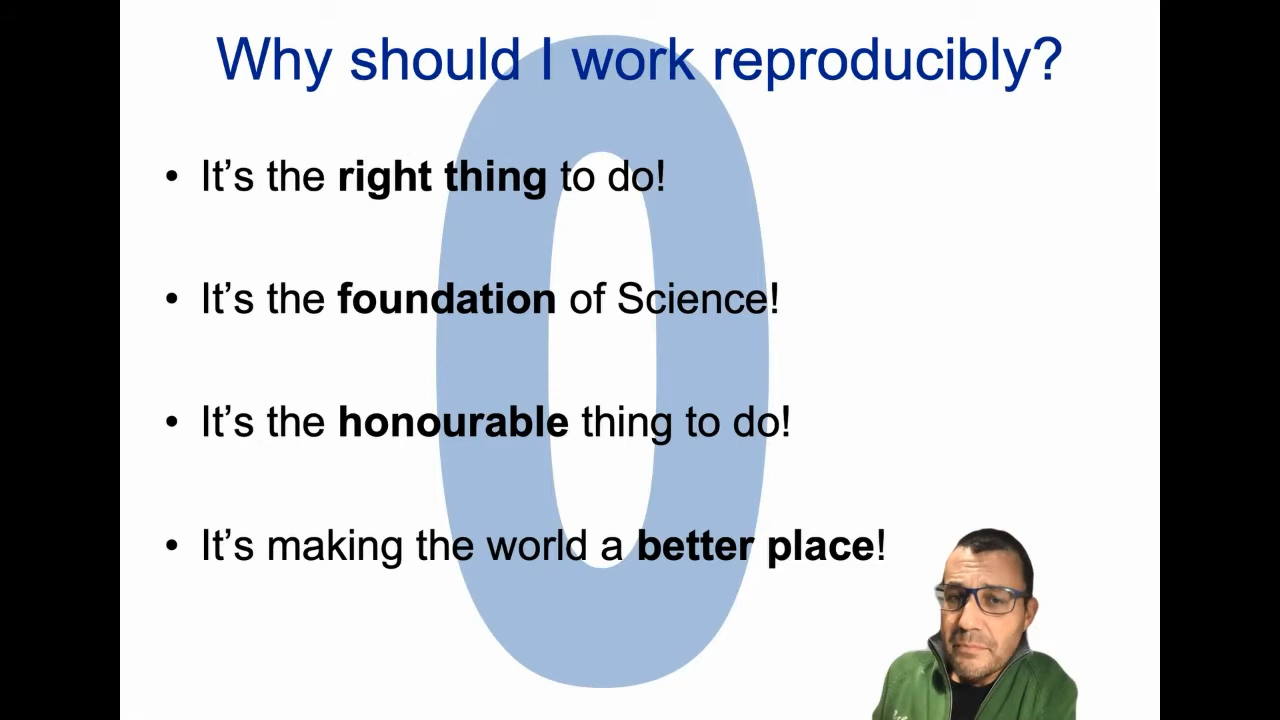 Why should I work reproducibly?
0
• It’s the right thing to do!
• It’s the foundation of Science!
• It’s the honourable thing to do!
• It’s making the world a better place!